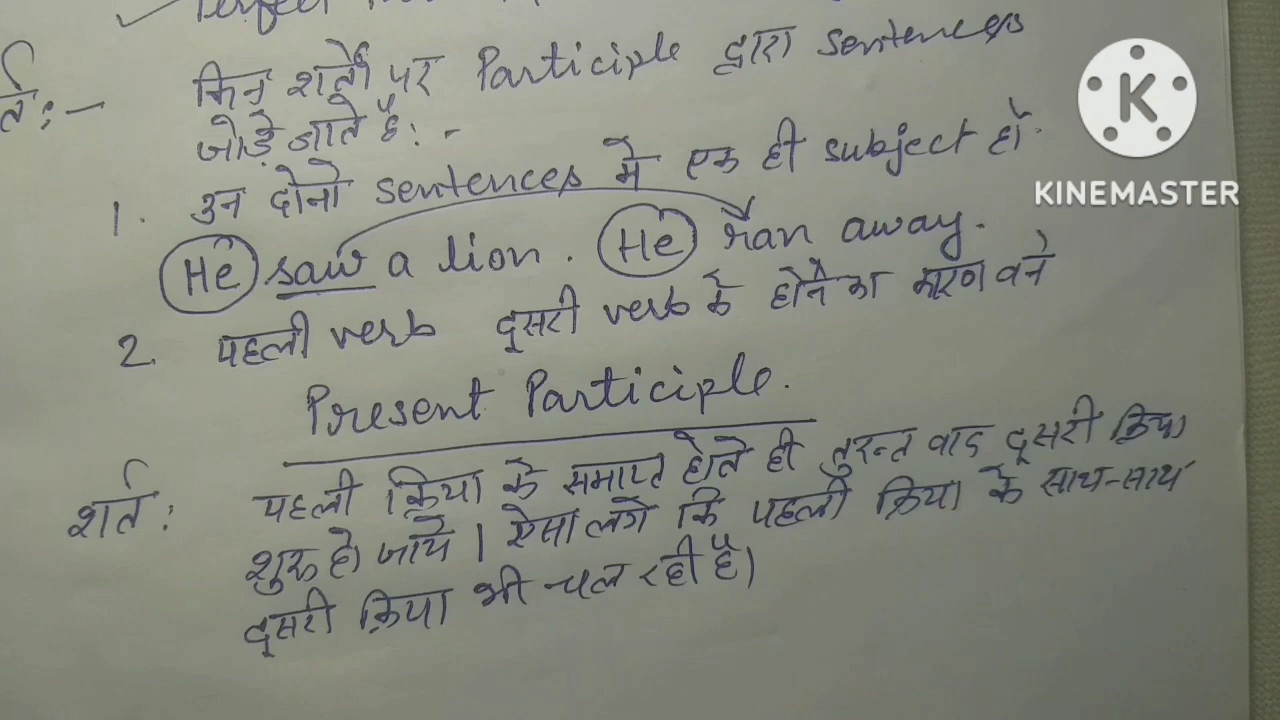 Perfect
र्त:-
किन शर्तों पर Participle द्वारा sentences
जोड़े जाते है:-
1. उन दोनो sentences मे एक ही subject हो.
He saw a lion. He ran away.
2. पहली verb दूसरी verb के होने का कारण बने
Present Participle.
शर्त: पहली क्रिया के समाप्त होते ही तुरन्त बाद दूसरी क्रिया
शुरू हो जाये। ऐसा लगे कि पहली क्रिया के साथ-साथ
दूसरी क्रिया भी चल रही है।
K
KINEMASTER